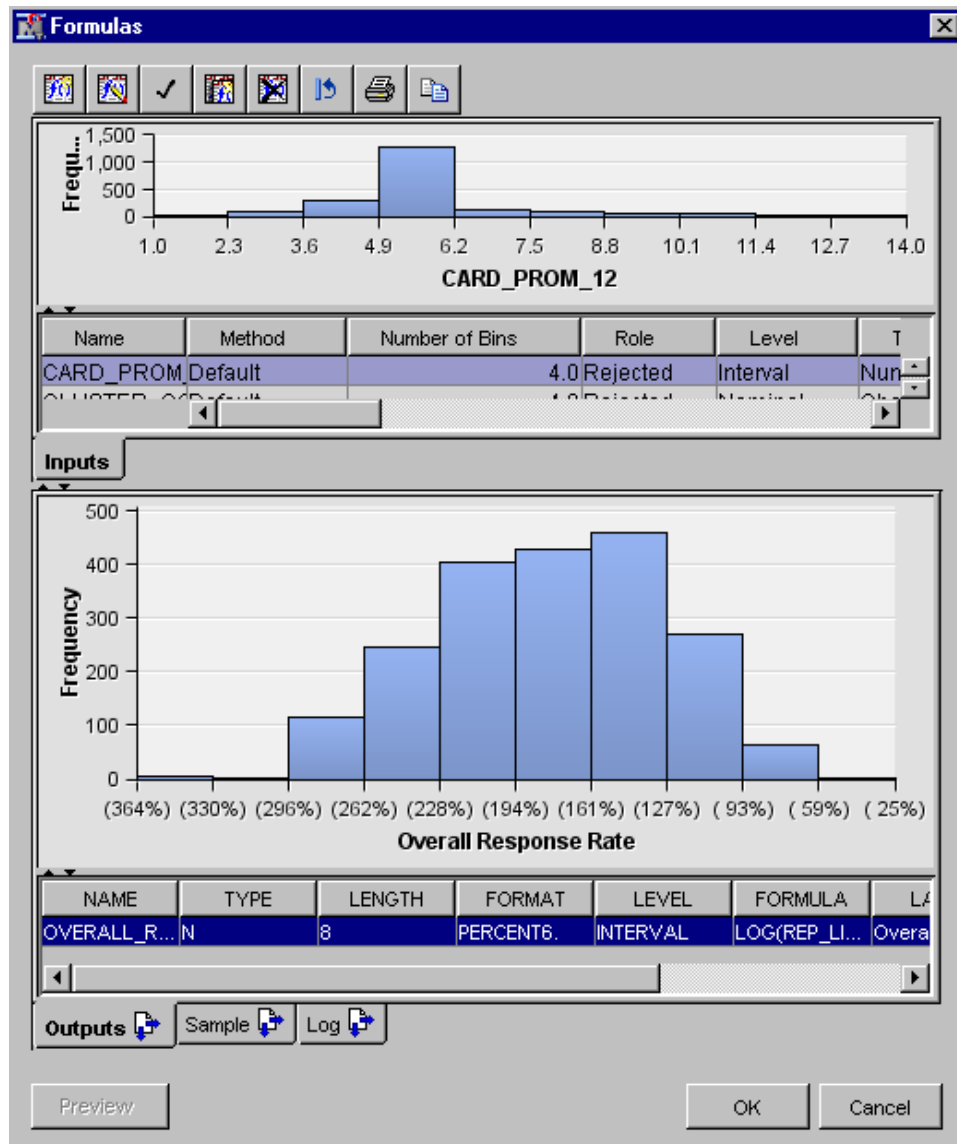 Formulas
Frequ...
1,500
1,000
500
0
1.0 2.3 3.6 4.9 6.2 7.5 8.8 10.1 11.4 12.7 14.0
CARD_PROM_12
Name Method Number of Bins Role Level T
CARD_PROM Default 4.0 Rejected Interval Num
Inputs
500
400
300
200
100
0
Frequency
(364%) (330%) (296%) (262%) (228%) (194%) (161%) (127%) ( 93%) ( 59%) ( 25%)
Overall Response Rate
NAME TYPE LENGTH FORMAT LEVEL FORMULA LA
OVERALL_R... N 8 PERCENT6. INTERVAL LOG(REP_LI... Overa
Outputs Sample Log
Preview OK Cancel